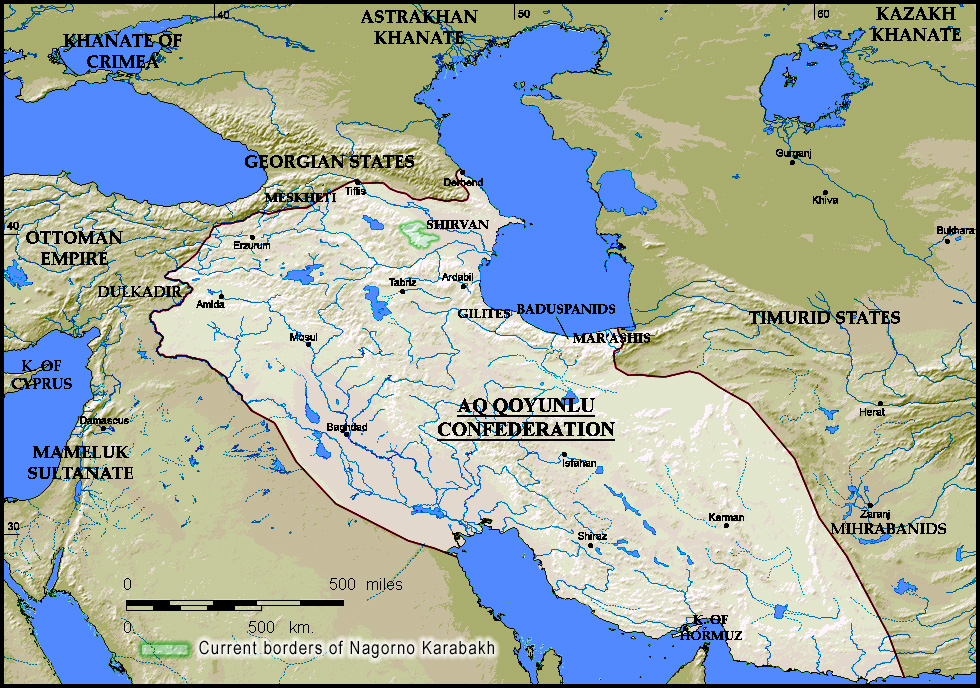 40
50
60
ASTRAKHAN
KHANATE
KAZAKH
KHANATE
KHANATE OF
CRIMEA
GEORGIAN STATES
Gurganj
Derbend
Tiflis
MESKHETI
Khiva
SHIRVAN
40
OTTOMAN
EMPIRE
Erzurum
Bukhara
Ardabil
Tabriz
DULKADIR
Amida
GILITES
BADUSPANIDS
TIMURID STATES
Mosul
MAR'ASHIS
K. OF
CYPRUS
AQ QOYUNLU
CONFEDERATION
Herat
Damascus
Baghdad
MAMELUK
SULTANATE
Isfahan
Zaranj
MIHRABANIDS
Kerman
30
Shiraz
0 500 miles
0. 500 km.
K. OF
HORMUZ
Current borders of Nagorno Karabakh